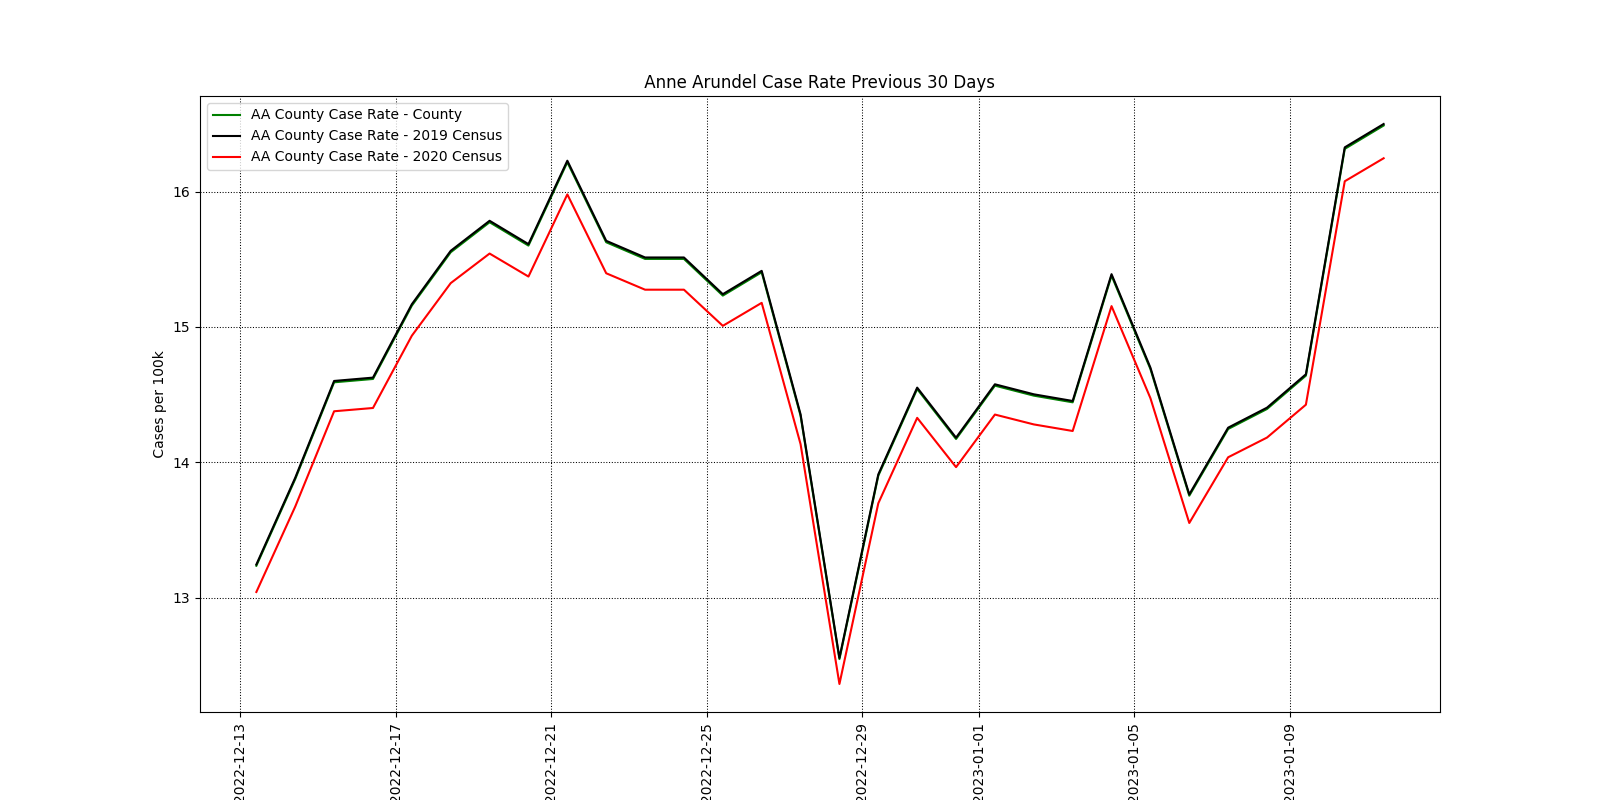 Anne Arundel Case Rate Previous 30 Days
AA County Case Rate - County
AA County Case Rate - 2019 Census
AA County Case Rate - 2020 Census
Cases per 100k
16
15
14
13
2022-12-13
2022-12-17
2022-12-21
2022-12-25
2022-12-29
2023-01-01
2023-01-05
2023-01-09